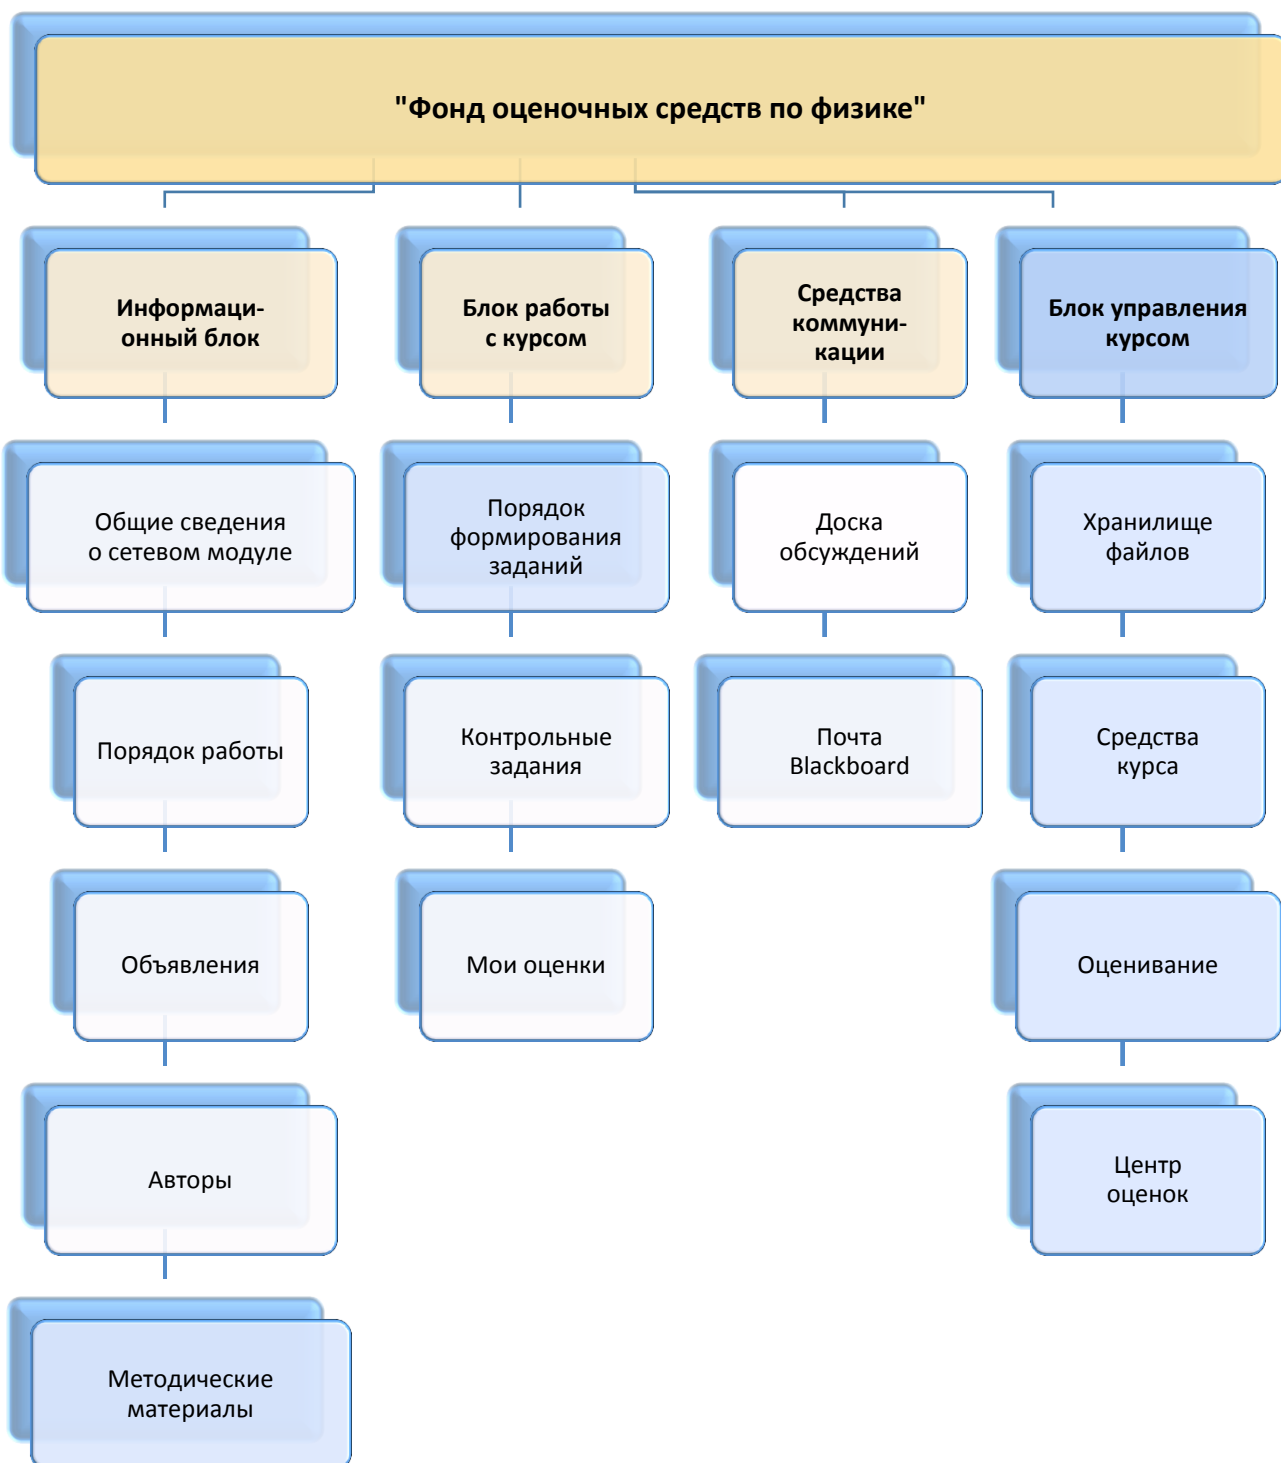 "Фонд оценочных средств по физике"
Информаци-
онный блок
Блок работы
с курсом
Средства
коммуни-
кации
Блок управления
курсом
Общие сведения
о сетевом модуле
Порядок
формирования
заданий
Доска
обсуждений
Хранилище
файлов
Порядок работы
Контрольные
задания
Почта
Blackboard
Средства
курса
Объявления
Мои оценки
Оценивание
Авторы
Центр
оценок
Методические
материалы